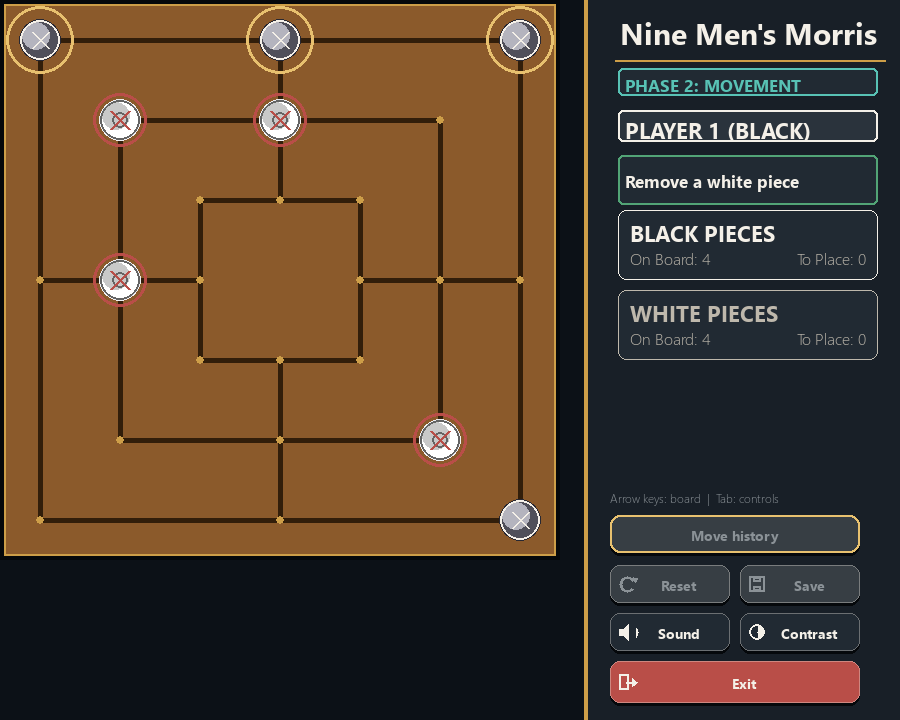 Nine Men's Morris
PHASE 2: MOVEMENT
PLAYER 1 (BLACK)
Remove a white piece
BLACK PIECES
On Board: 4 To Place: 0
WHITE PIECES
On Board: 4 To Place: 0
Arrow keys: board | Tab: controls
Move history
Reset Save
Sound Contrast
Exit